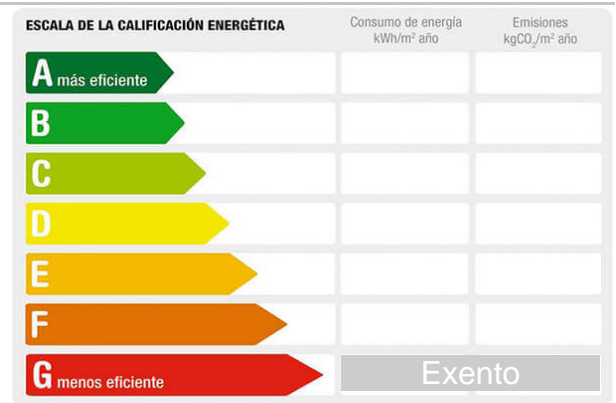 ESCALA DE LA CALIFICACIÓN ENERGÉTICA
Consumo de energía
kWh/m² año
Emisiones
kgCO₂/m² año
A más eficiente
B
C
D
E
F
G menos eficiente
Exento